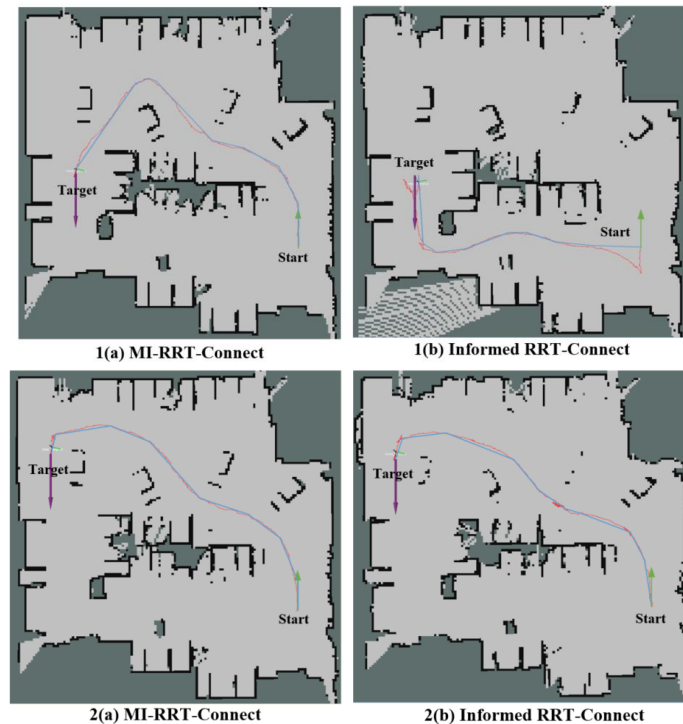 Target
Start
Target
Start
1(a) MI-RRT-Connect
1(b) Informed RRT-Connect
Target
Start
Target
Start
2(a) MI-RRT-Connect
2(b) Informed RRT-Connect